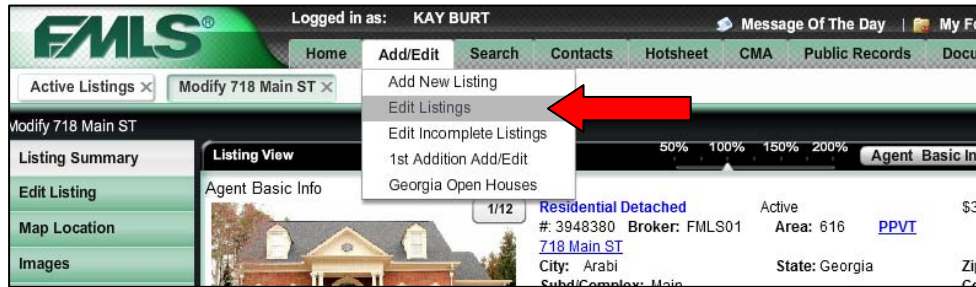 FMLS®
Logged in as: KAY BURT
Message Of The Day |
Home Add/Edit Search Contacts Hotsheet CMA Public Records
Active Listings × Modify 718 Main ST ×
Add New Listing
Edit Listings
Edit Incomplete Listings
1st Addition Add/Edit
Georgia Open Houses
Modify 718 Main ST
Listing Summary
Edit Listing
Map Location
Images
Listing View
50% 100% 150% 200% Agent Basic
Agent Basic Info
1/12
Residential Detached Active
#: 3948380 Broker: FMLS01 Area: 616 PPVT
718 Main ST
City: Arabi State: Georgia
Subd/Complex: Main